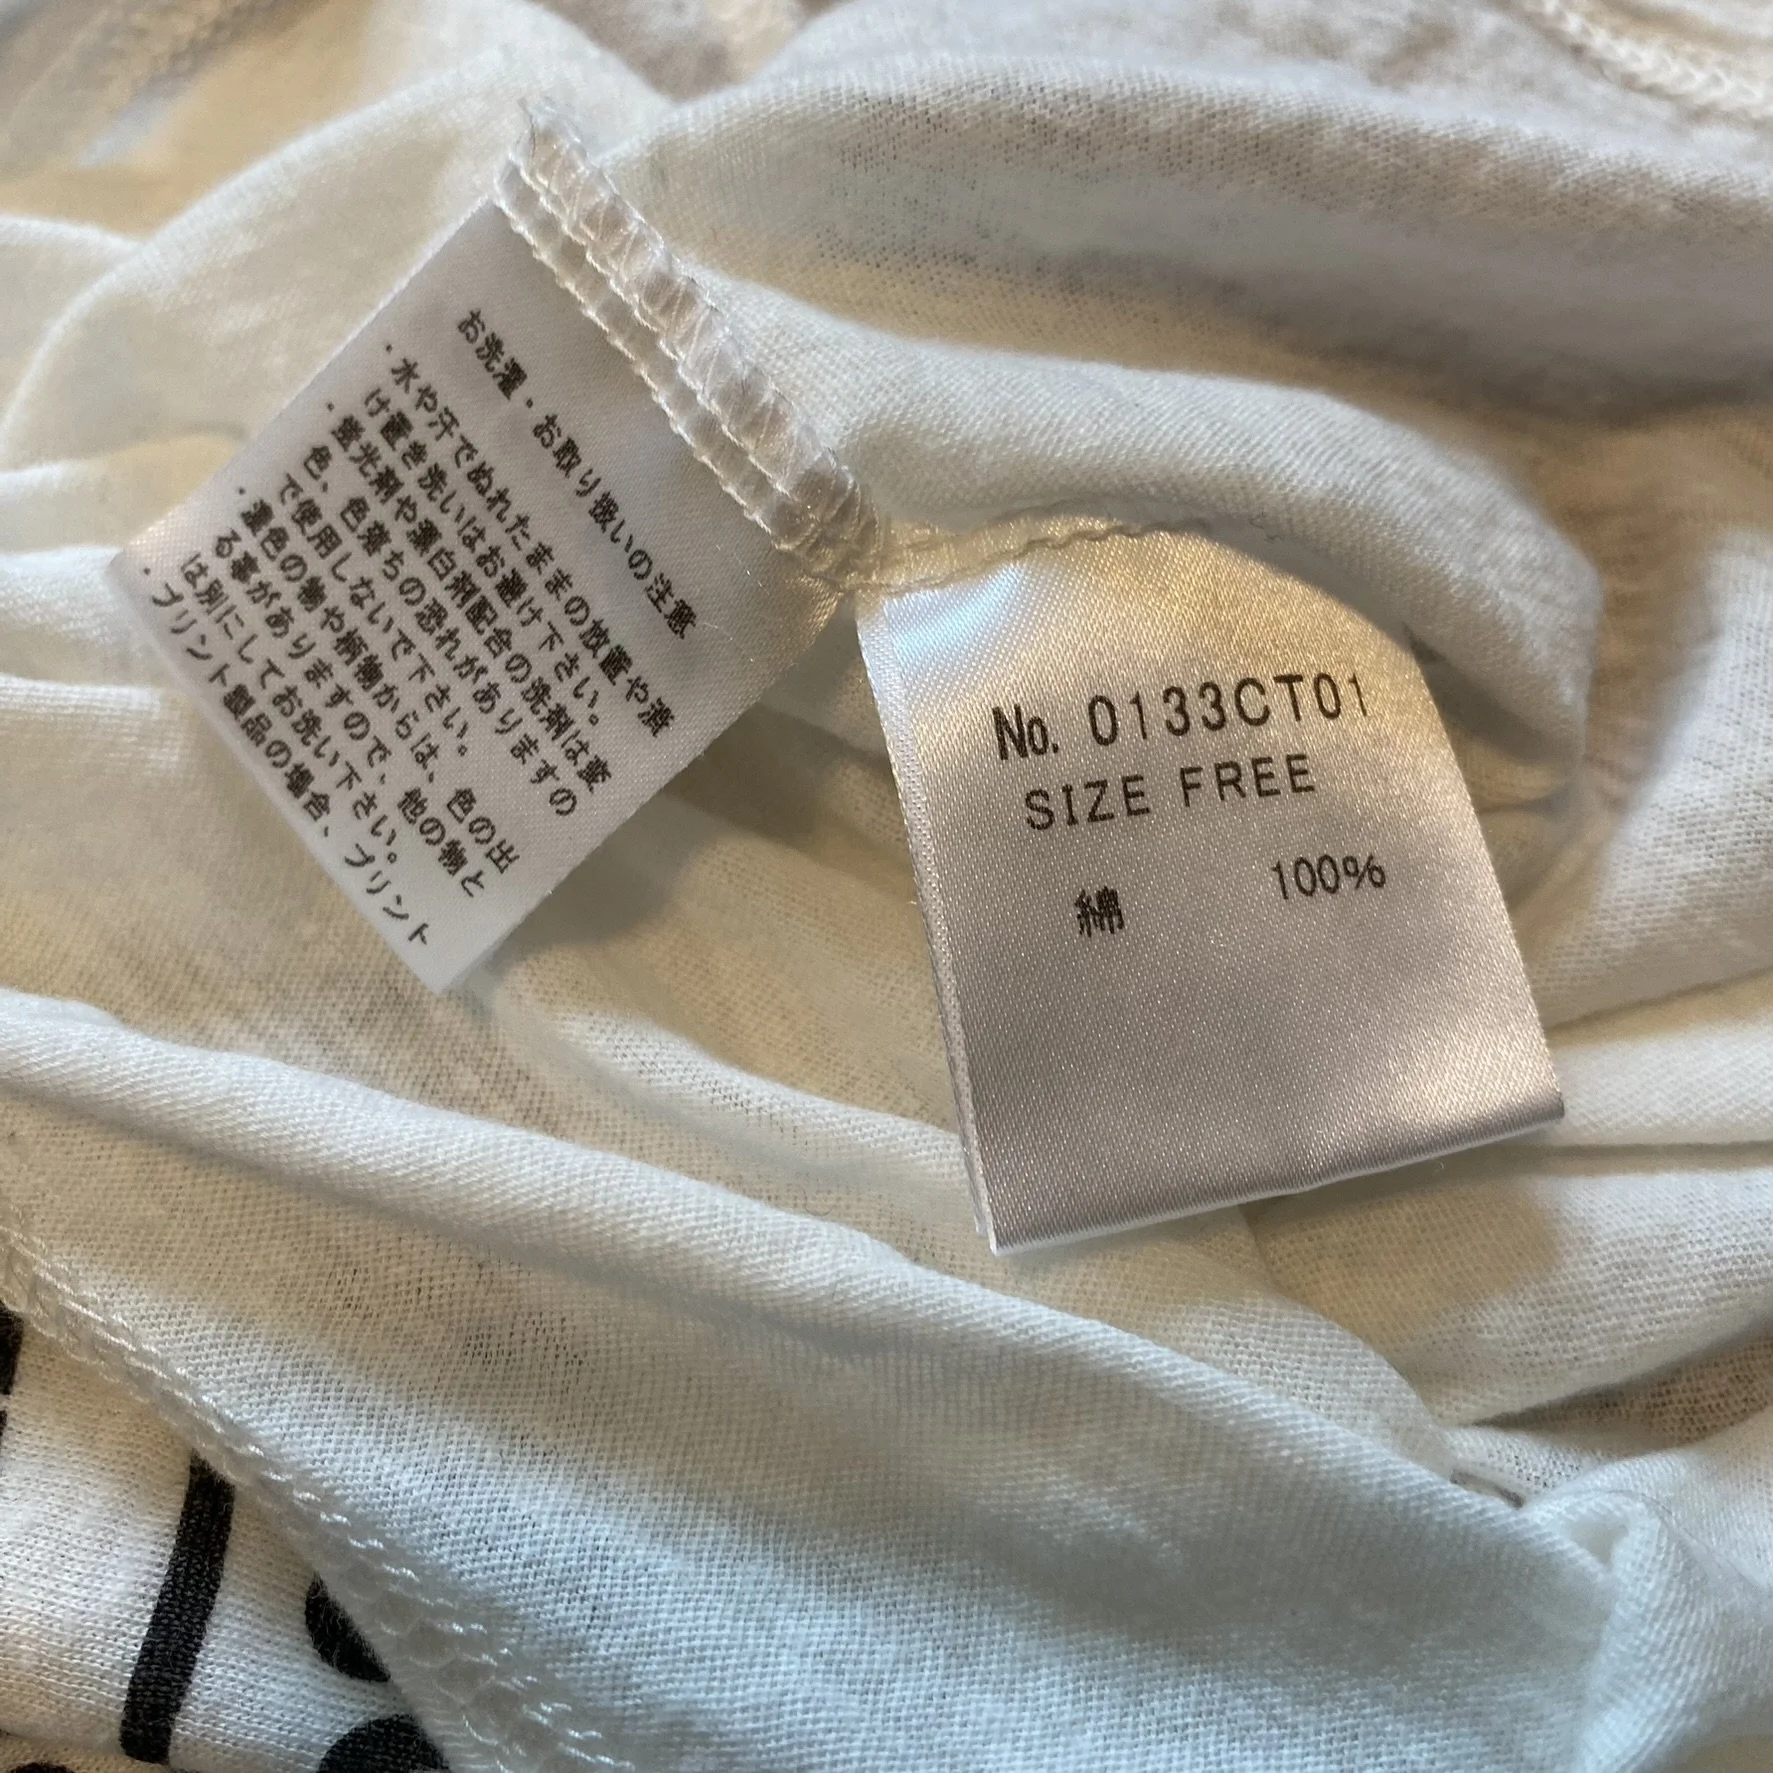 お洗濯・お取り扱いの注意
・水や汗でぬれたままの放置や漬
け置き洗いはお避け下さい。
・蛍光剤や漂白剤配合の洗剤は変
色、色落ちの恐れがありますの
で使用しないで下さい。
・濃色の物や柄物からは、色の出
る事がありますので、他の物と
は別にしてお洗い下さい。
・プリント製品の場合、プリント
No. 0133CT01
SIZE FREE
綿 100%